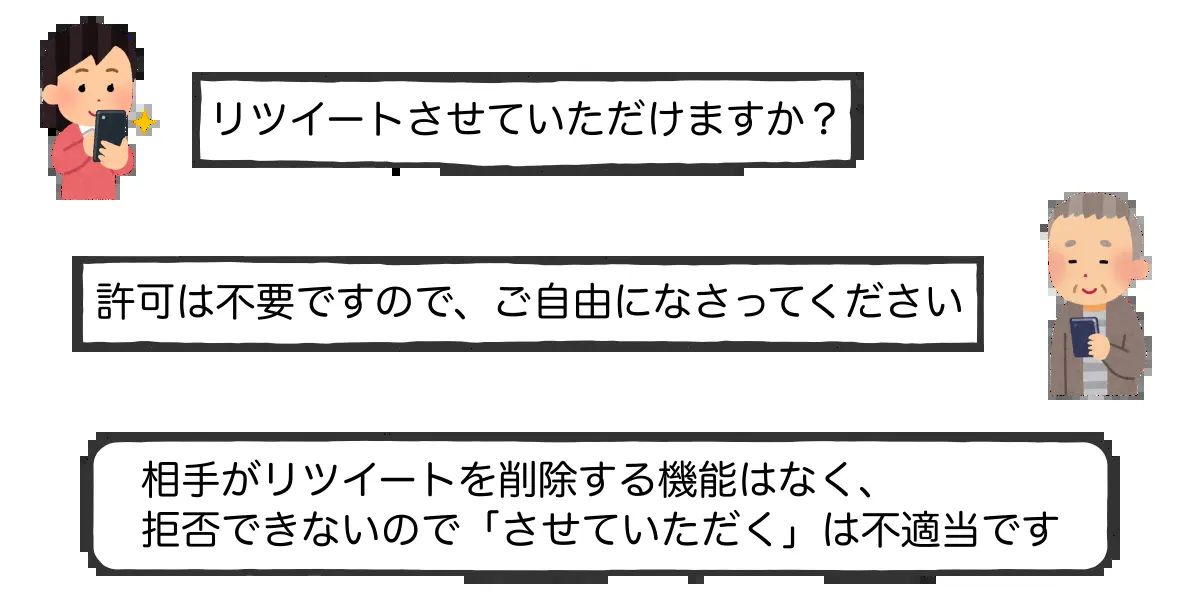 リツイートさせていただけますか？
許可は不要ですので、ご自由になさってください
相手がリツイートを削除する機能はなく、
拒否できないので「させていただく」は不適当です